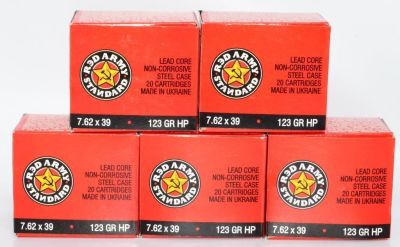 R3D ARMY
STANDARD
LEAD CORE
NON-CORROSIVE
STEEL CASE
20 CARTRIDGES
MADE IN UKRAINE
7.62 x 39 • 123 GR HP
R3D ARMY
STANDARD
LEAD CORE
NON-CORROSIVE
STEEL CASE
20 CARTRIDGES
MADE IN UKRAINE
7.62 x 39 • 123 GR HP
R3D ARMY
STANDARD
LEAD CORE
NON-CORROSIVE
STEEL CASE
20 CARTRIDGES
MADE IN UKRAINE
7.62 x 39 • 123 GR HP
R3D ARMY
STANDARD
LEAD CORE
NON-CORROSIVE
STEEL CASE
20 CARTRIDGES
MADE IN UKRAINE
7.62 x 39 • 123 GR HP
R3D ARMY
STANDARD
LEAD CORE
NON-CORROSIVE
STEEL CASE
20 CARTRIDGES
MADE IN UKRAINE
7.62 x 39 • 123 GR HP